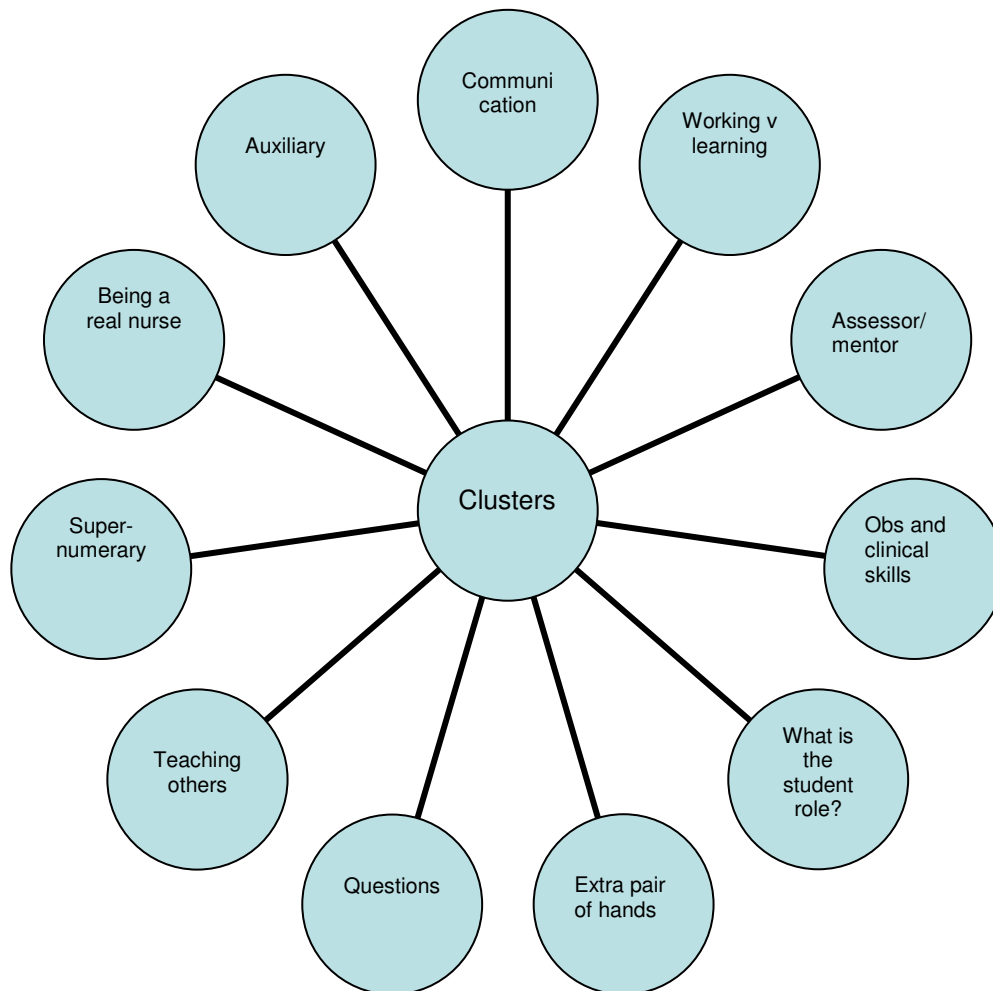 Communi
cation
Working v
learning
Auxiliary
Being a
real nurse
Assessor/
mentor
Clusters
Super-
numerary
Obs and
clinical
skills
What is
the
student
role?
Teaching
others
Questions
Extra pair
of hands